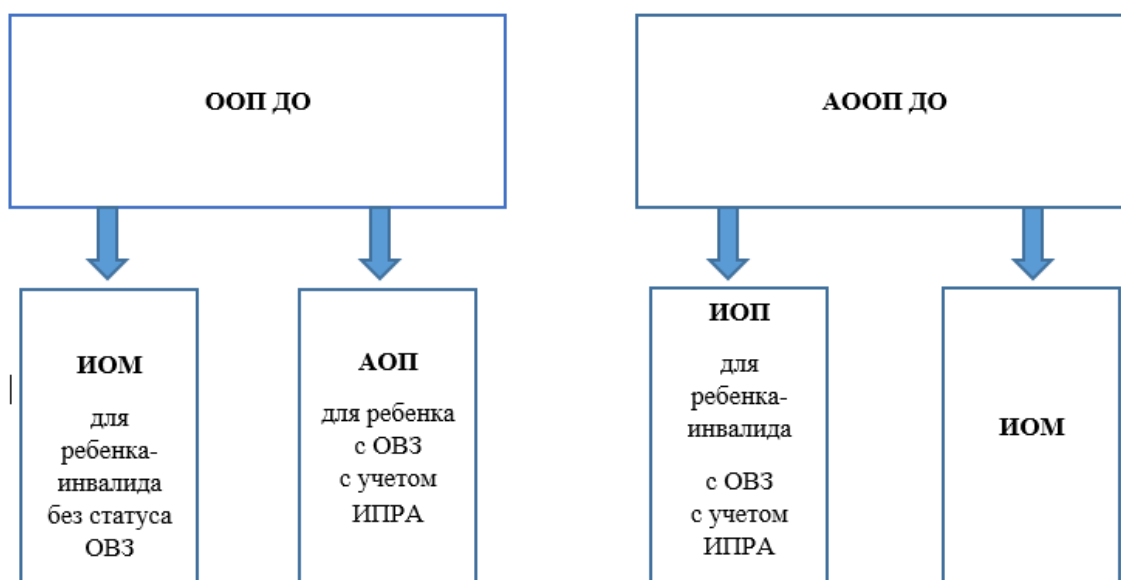 ООП ДО
АООП ДО
ИОМ
для
ребенка-
инвалида
без статуса
ОВЗ
АОП
для ребенка
с ОВЗ
с учетом
ИПРА
ИОП
для
ребенка-
инвалида
с ОВЗ
с учетом
ИПРА
ИОМ